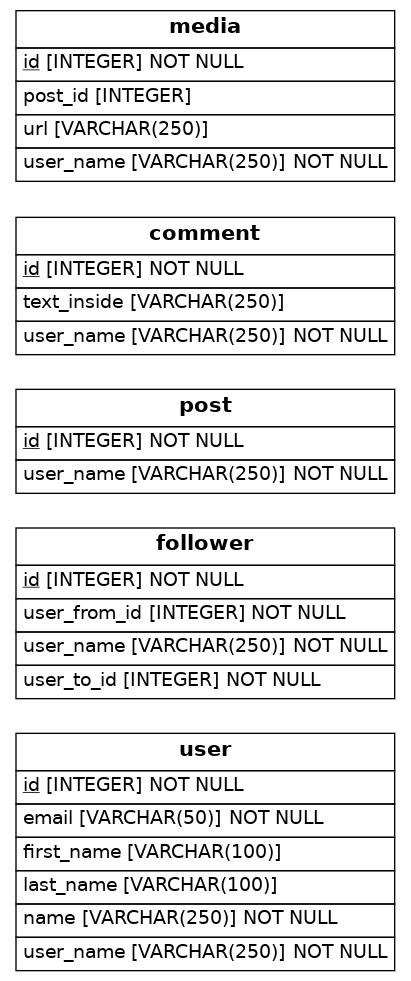 media
id [INTEGER] NOT NULL
post_id [INTEGER]
url [VARCHAR(250)]
user_name [VARCHAR(250)] NOT NULL
comment
id [INTEGER] NOT NULL
text_inside [VARCHAR(250)]
user_name [VARCHAR(250)] NOT NULL
post
id [INTEGER] NOT NULL
user_name [VARCHAR(250)] NOT NULL
follower
id [INTEGER] NOT NULL
user_from_id [INTEGER] NOT NULL
user_name [VARCHAR(250)] NOT NULL
user_to_id [INTEGER] NOT NULL
user
id [INTEGER] NOT NULL
email [VARCHAR(50)] NOT NULL
first_name [VARCHAR(100)]
last_name [VARCHAR(100)]
name [VARCHAR(250)] NOT NULL
user_name [VARCHAR(250)] NOT NULL